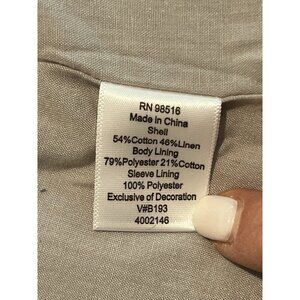 RN 98516
Made in China
Shell
54%Cotton 46%Linen
Body Lining
79%Polyester 21%Cotton
Sleeve Lining
100% Polyester
Exclusive of Decoration
V#B193
4002146